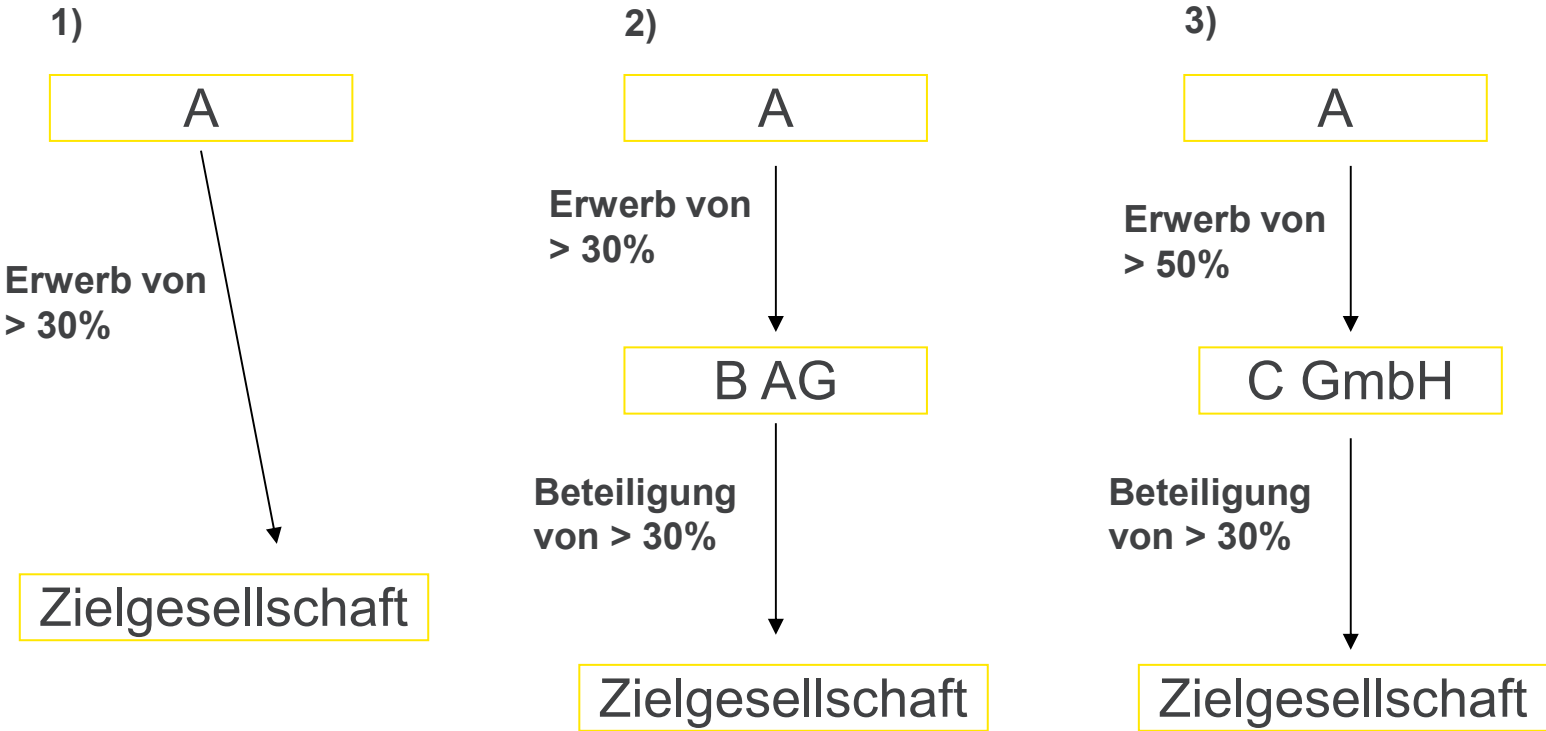 1)
A
Erwerb von
> 30%
Zielgesellschaft
2)
A
Erwerb von
> 30%
B AG
Beteiligung
von > 30%
Zielgesellschaft
3)
A
Erwerb von
> 50%
C GmbH
Beteiligung
von > 30%
Zielgesellschaft